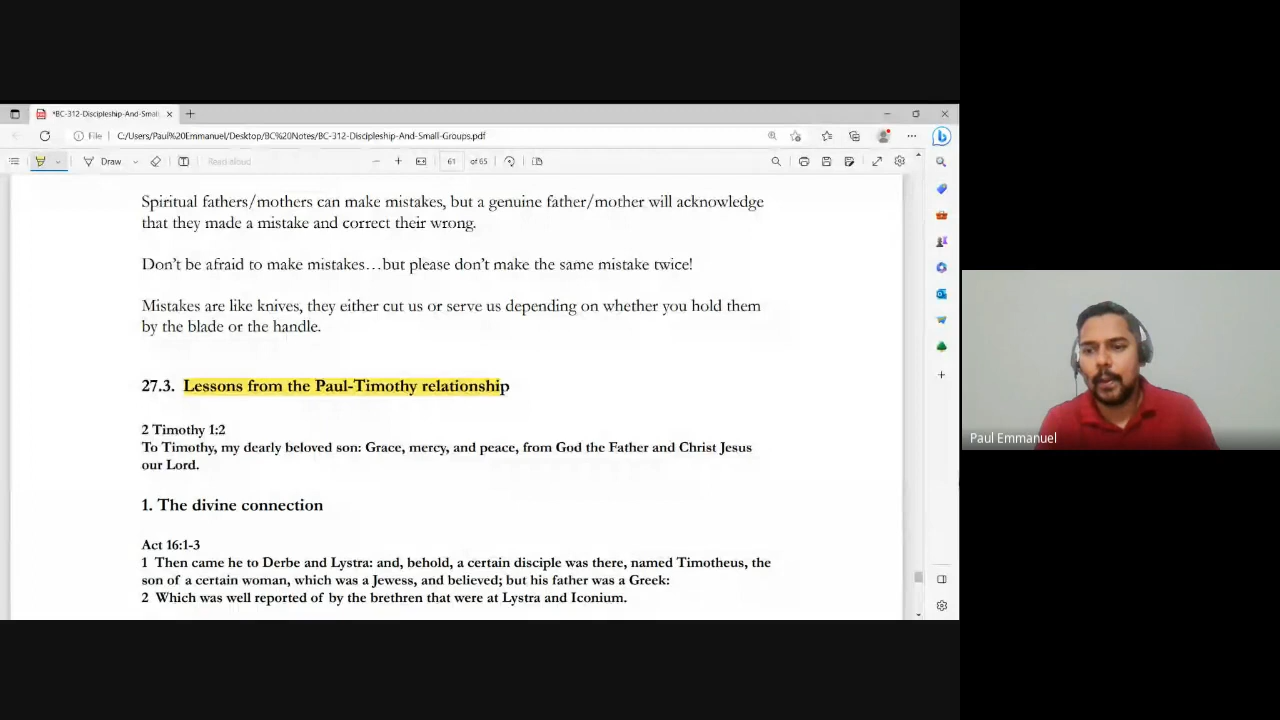 *BC-312-Discipleship-And-Small
File
C:/Users/Paul%20Emmanuel/Desktop/BC%20Notes/BC-312-Discipleship-And-Small-Groups.pdf
Draw
Read aloud
61
of 65
Spiritual fathers/mothers can make mistakes, but a genuine father/mother will acknowledge
that they made a mistake and correct their wrong.
Don't be afraid to make mistakes…but please don't make the same mistake twice!
Mistakes are like knives, they either cut us or serve us depending on whether you hold them
by the blade or the handle.
27.3. Lessons from the Paul-Timothy relationship
2 Timothy 1:2
To Timothy, my dearly beloved son: Grace, mercy, and peace, from God the Father and Christ Jesus
our Lord.
1. The divine connection
Act 16:1-3
1 Then came he to Derbe and Lystra: and, behold, a certain disciple was there, named Timotheus, the
son of a certain woman, which was a Jewess, and believed; but his father was a Greek:
2 Which was well reported of by the brethren that were at Lystra and Iconium.
Paul Emmanuel